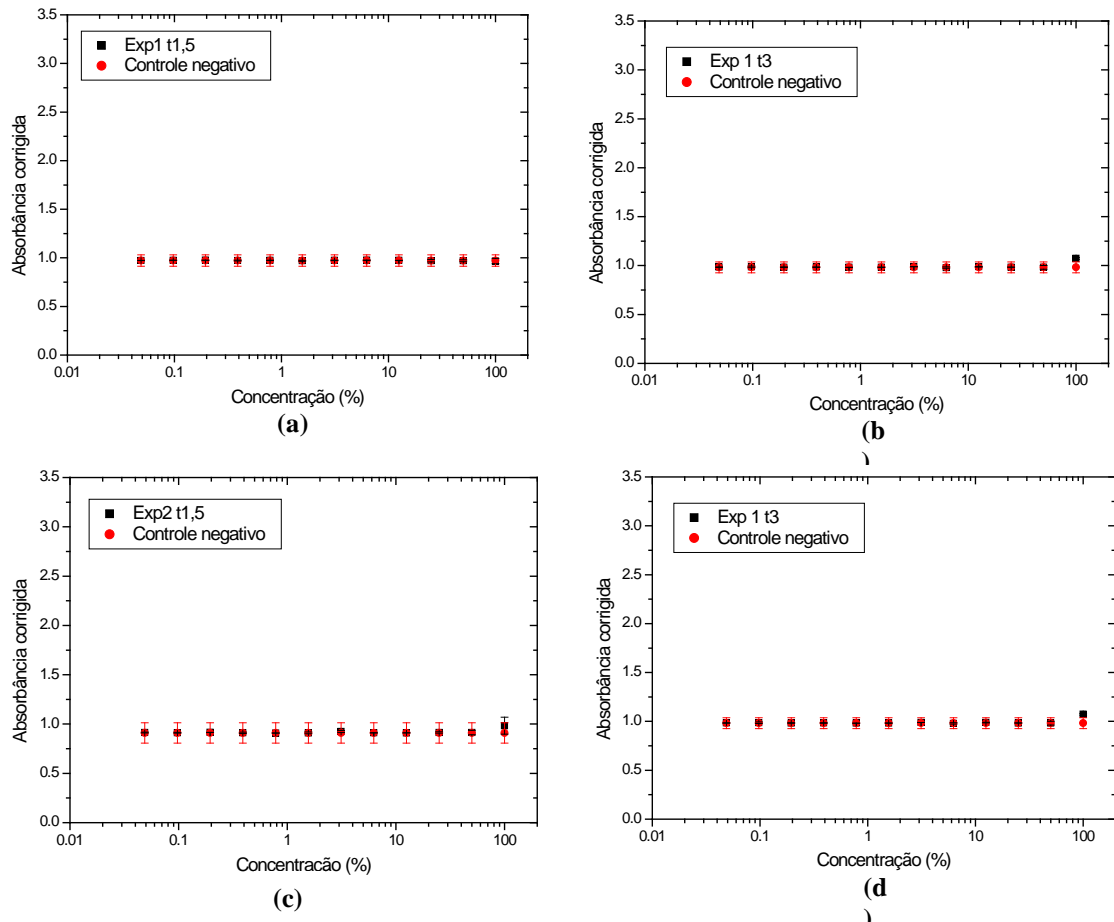 3.5
3.0
2.5
2.0
1.5
1.0
0.5
0.0
Absorbância corrigida
Exp1 t1,5
Controle negativo
0.01 0.1 1 10 100
Concentração (%)
(a)
3.5
3.0
2.5
2.0
1.5
1.0
0.5
0.0
Absorbância corrigida
Exp 1 t3
Controle negativo
0.01 0.1 1 10 100
Concentração (%)
(b
)
3.5
3.0
2.5
2.0
1.5
1.0
0.5
0.0
Absorbância corrigida
Exp2 t1,5
Controle negativo
0.01 0.1 1 10 100
Concentracão (%)
(c)
3.5
3.0
2.5
2.0
1.5
1.0
0.5
0.0
Absorbância corrigida
Exp 1 t3
Controle negativo
0.01 0.1 1 10 100
Concentração (%)
(d
)